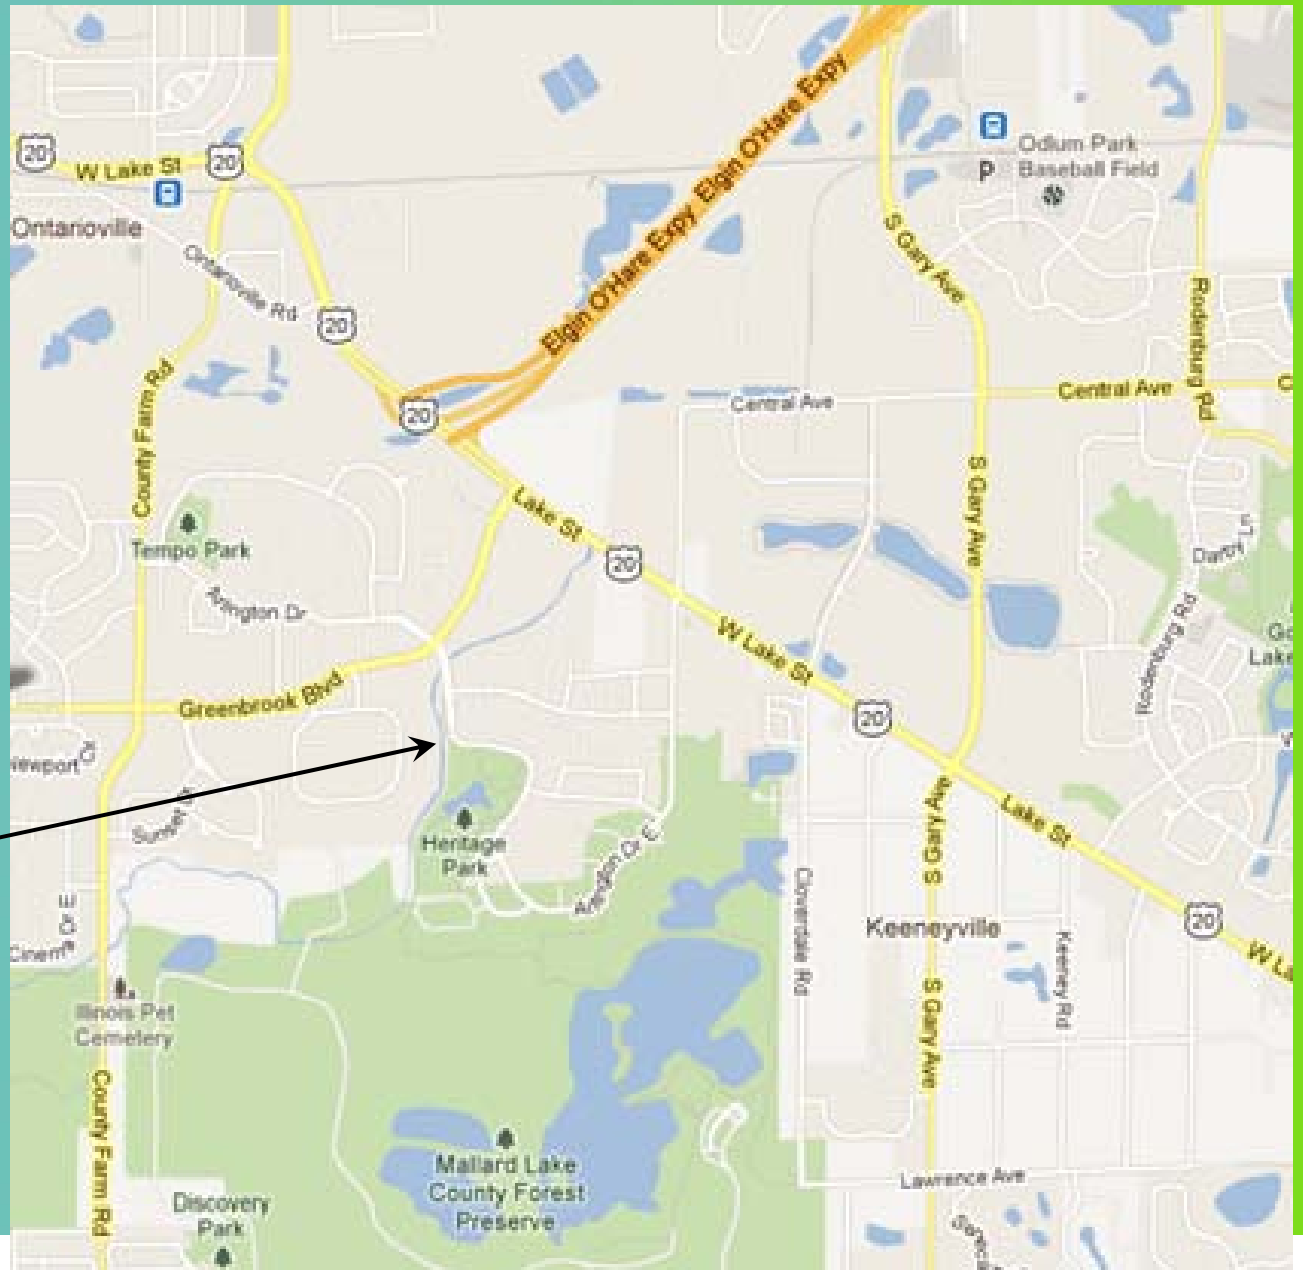 Elgin O'Hare Expy
Elgin O'Hare Expy
20
W Lake St
20
Odlum Park
P
Baseball Field
Ontarioville
S Gary Ave
Ontarioville Rd
20
Rodenburg Rd
County Farm Rd
Central Ave
Central Ave
20
S Gary Ave
Lake St
Tempo Park
20
Darby Ln
Arlington Dr
Rodenburg Rd
W Lake St
Lake
Greenbrook Blvd
20
Sunset Dr
S Gary Ave
Lake St
Heritage
Park
Arlington Dr E
Cloverdale Rd
20
Keeneyville
Keeney Rd
Illinois Pet
Cemetery
S Gary Ave
County Farm Rd
Mallard Lake
County Forest
Preserve
Lawrence Ave
Discovery
Park